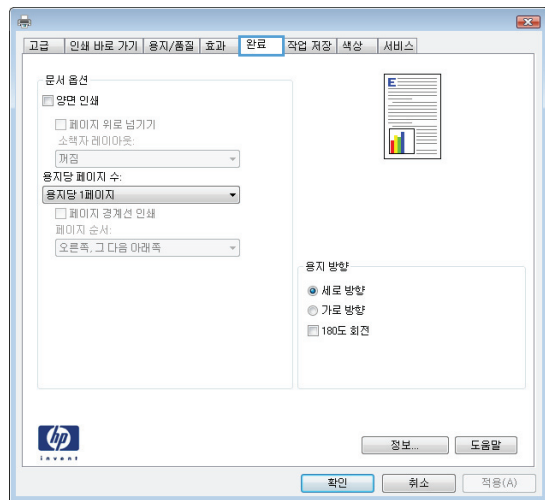 고급 인쇄 바로 가기 용지/품질 효과 완료 작업 저장 색상 서비스
문서 옵션
양면 인쇄
페이지 위로 넘기기
소책자 레이아웃:
꺼짐
용지당 페이지 수:
용지당 1페이지
페이지 경계선 인쇄
페이지 순서:
오른쪽, 그 다음 아래쪽
E
용지 방향
세로 방향
가로 방향
180도 회전
hp
invent
정보... 도움말
확인 취소 적용(A)